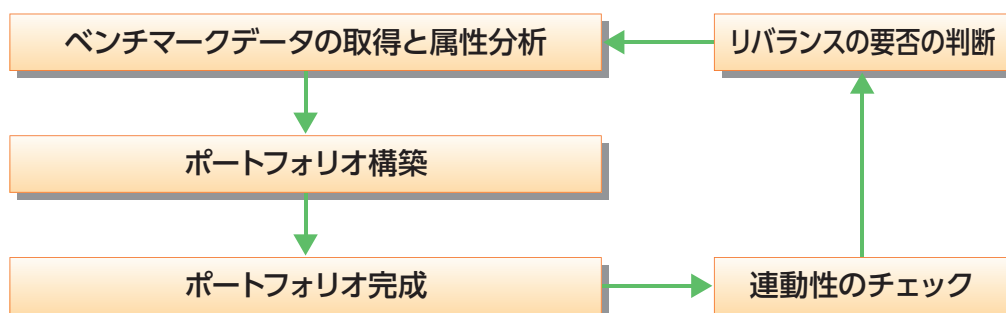 ベンチマークデータの取得と属性分析
リバランスの要否の判断
ポートフォリオ構築
ポートフォリオ完成
連動性のチェック